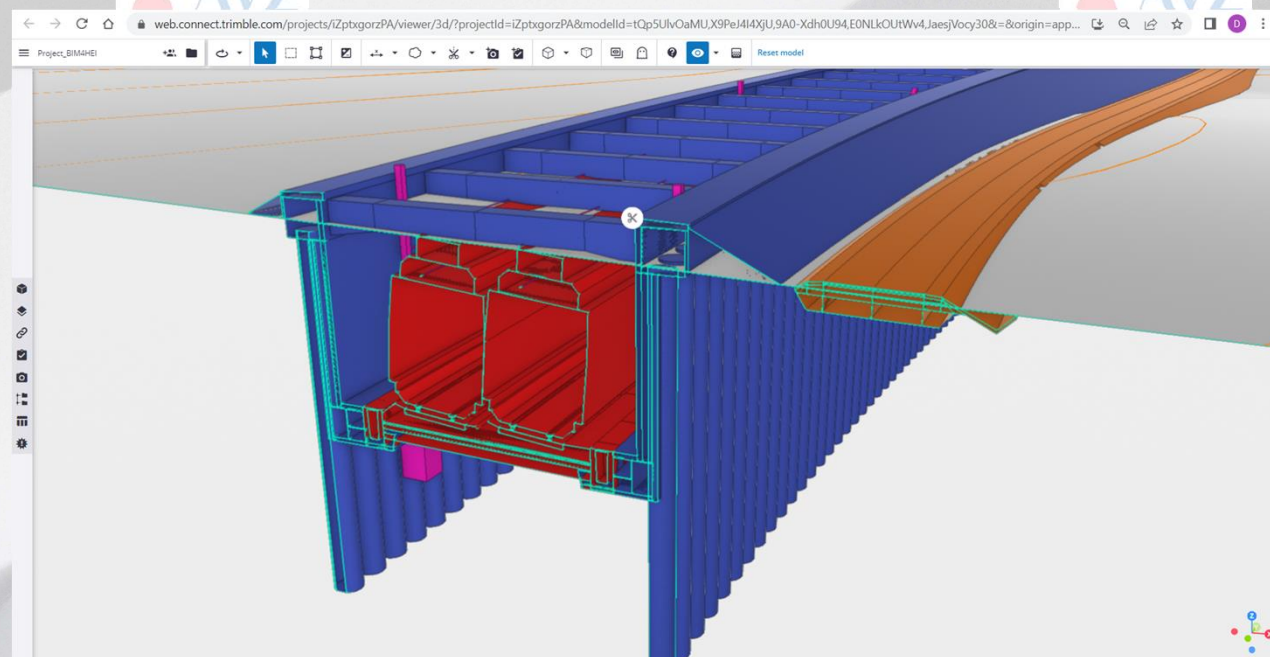 web.connect.trimble.com/projects/iZptxgorzPA/viewer/3d/?projectId=iZptxgorzPA&modelId=tQp5UlvOaMU,X9PeJ4I4XjU,9A0-Xdh0U94,E0NLkOUtWv4,JaesjVocy30&=&origin=app...
D
Project_BIM4HEI
Reset model
Z
X